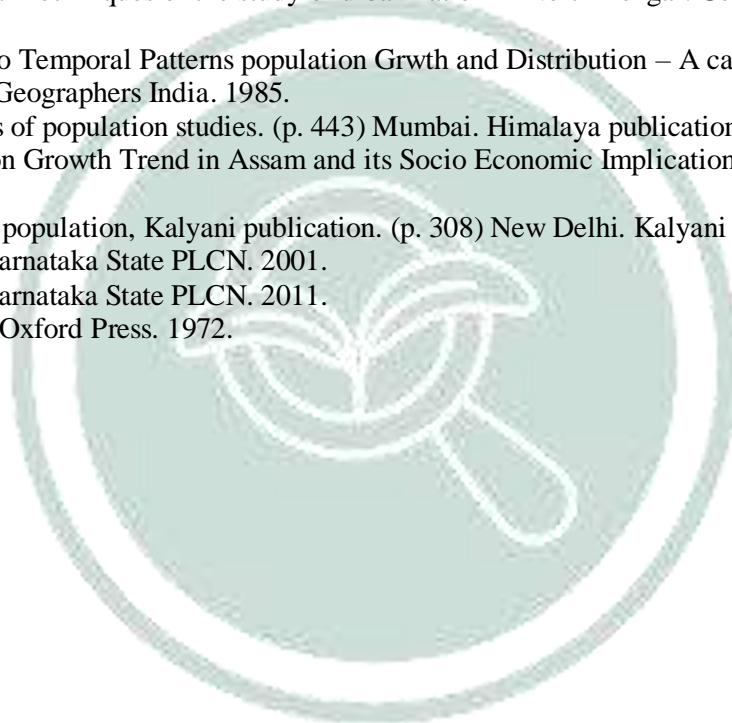 o Temporal Patterns population Grwth and Distribution – A ca
Geographers India. 1985.
s of population studies. (p. 443) Mumbai. Himalaya publication
on Growth Trend in Assam and its Socio Economic Implication
population, Kalyani publication. (p. 308) New Delhi. Kalyani
arnataka State PLCN. 2001.
arnataka State PLCN. 2011.
Oxford Press. 1972.